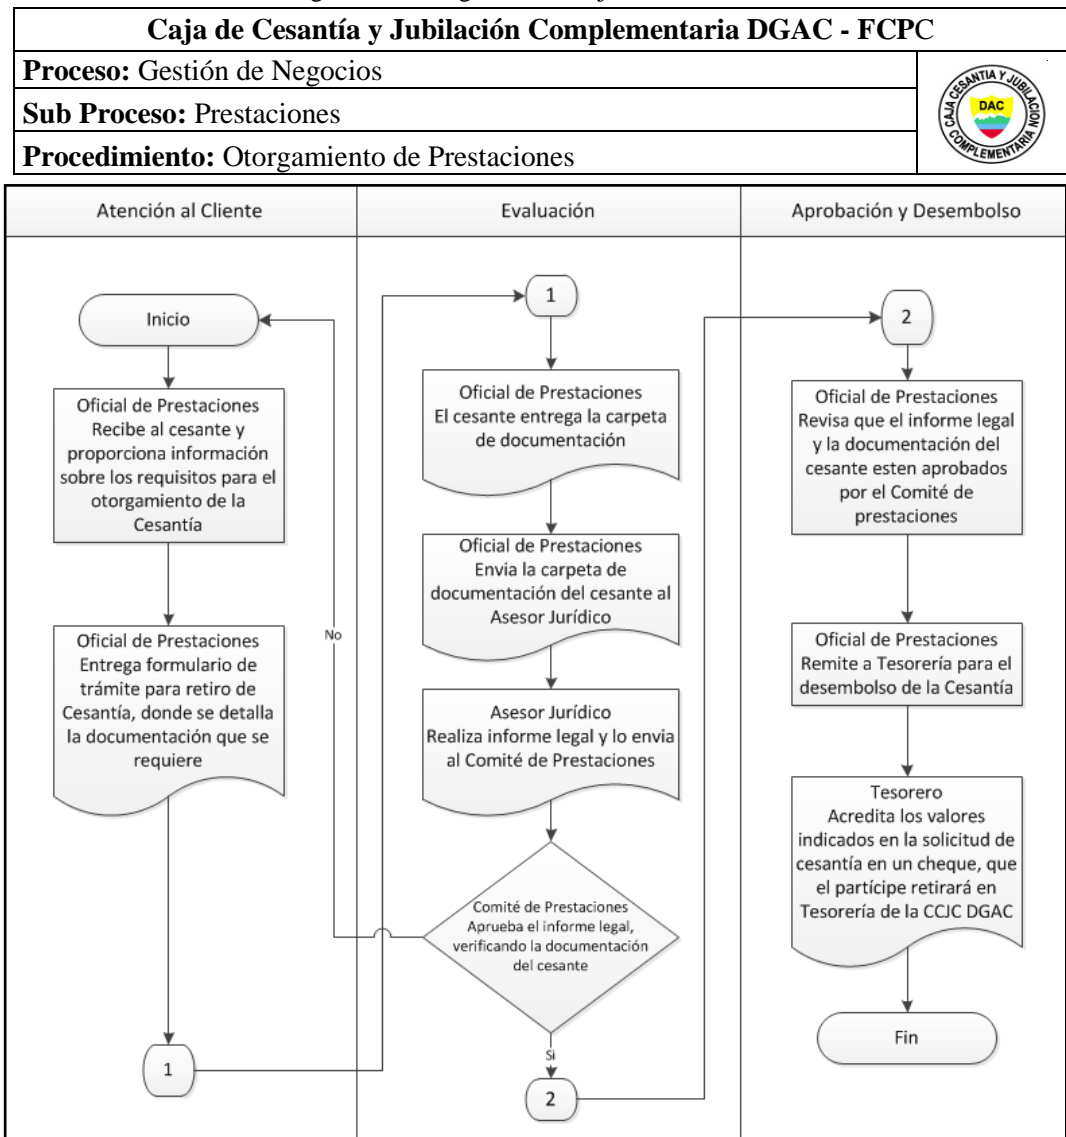 Caja de Cesantía y Jubilación Complementaria DGAC - FCPC
Proceso: Gestión de Negocios
Sub Proceso: Prestaciones
Procedimiento: Otorgamiento de Prestaciones
CAJA CESANTIA Y JUBILACION
COMPLEMENTARIA
DAC
Atención al Cliente
Inicio
Oficial de Prestaciones
Recibe al cesante y
proporciona información
sobre los requisitos para el
otorgamiento de la
Cesantía
Oficial de Prestaciones
Entrega formulario de
trámite para retiro de
Cesantía, donde se detalla
la documentación que se
requiere
1
No
Evaluación
1
Oficial de Prestaciones
El cesante entrega la carpeta
de documentación
Oficial de Prestaciones
Envia la carpeta de
documentación del cesante al
Asesor Jurídico
Asesor Jurídico
Realiza informe legal y lo envia
al Comité de Prestaciones
Comité de Prestaciones
Aprueba el informe legal,
verificando la documentación
del cesante
Si
2
Aprobación y Desembolso
2
Oficial de Prestaciones
Revisa que el informe legal
y la documentación del
cesante esten aprobados
por el Comité de
prestaciones
Oficial de Prestaciones
Remite a Tesorería para el
desembolso de la Cesantía
Tesorero
Acredita los valores
indicados en la solicitud de
cesantía en un cheque, que
el partícipe retirará en
Tesorería de la CCJC DGAC
Fin